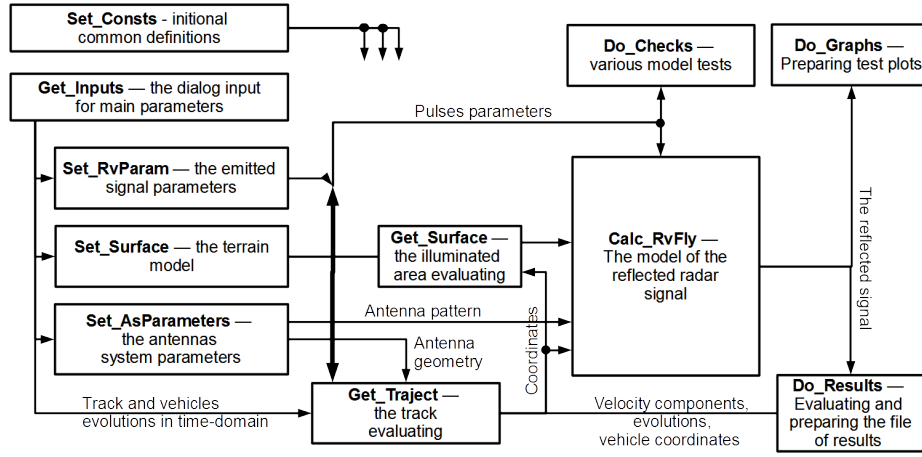 Set_Consts - initional
common definitions
Do_Checks —
various model tests
Do_Graphs —
Preparing test plots
Get_Inputs — the dialog input
for main parameters
Pulses parameters
Set_RvParam — the emitted
signal parameters
Set_Surface — the terrain
model
Get_Surface —
the illuminated
area evaluating
Calc_RvFly —
The model of the
reflected radar
signal
The reflected signal
Set_AsParameters —
the antennas
system parameters
Antenna pattern
Antenna
geometry
Coordinates
Track and vehicles
evolutions in time-domain
Get_Traject —
the track
evaluating
Velocity components,
evolutions,
vehicle coordinates
Do_Results —
Evaluating and
preparing the file
of results